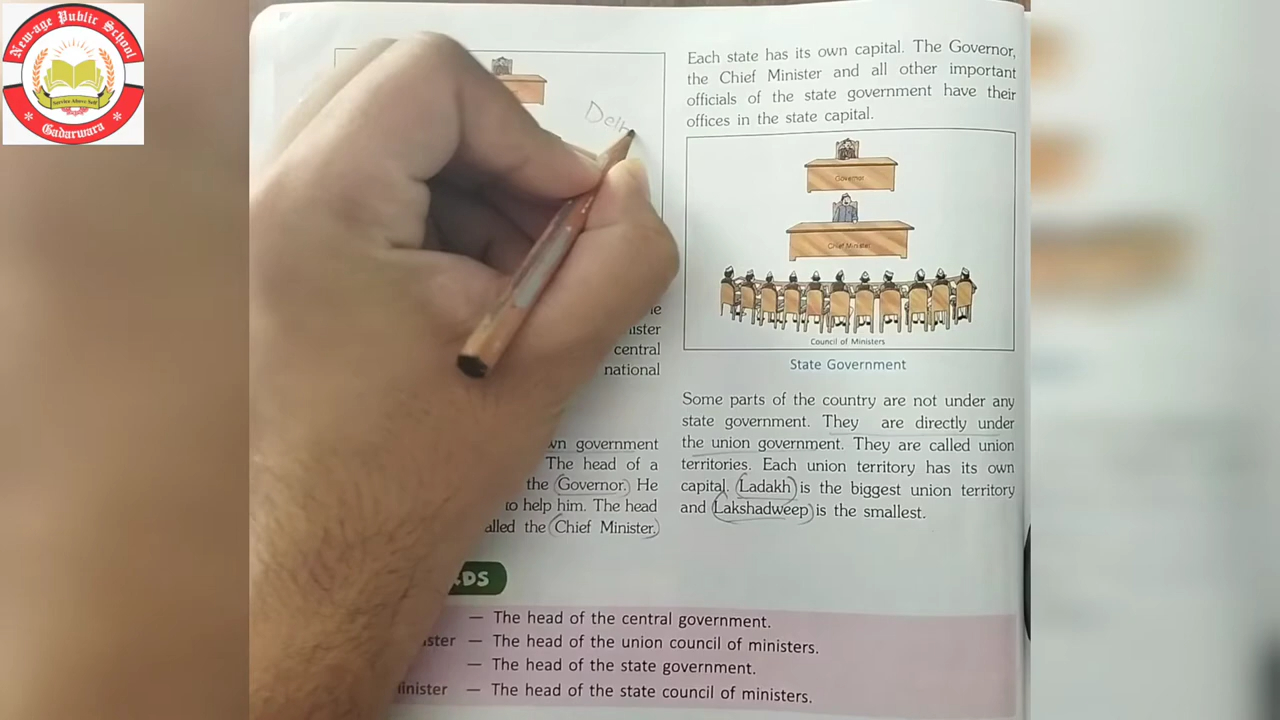 New-age Public School
Service Above Self
Gadarwara
Delh
ister
central
national
wn government
The head of a
the Governor. He
to help him. The head
alled the Chief Minister.
Each state has its own capital. The Governor,
the Chief Minister and all other important
officials of the state government have their
offices in the state capital.
Governor
Chief Minister
Council of Ministers
State Government
Some parts of the country are not under any
state government. They are directly under
the union government. They are called union
territories. Each union territory has its own
capital. Ladakh is the biggest union territory
and Lakshadweep is the smallest.
RDS
— The head of the central government.
ister — The head of the union council of ministers.
— The head of the state government.
inister — The head of the state council of ministers.